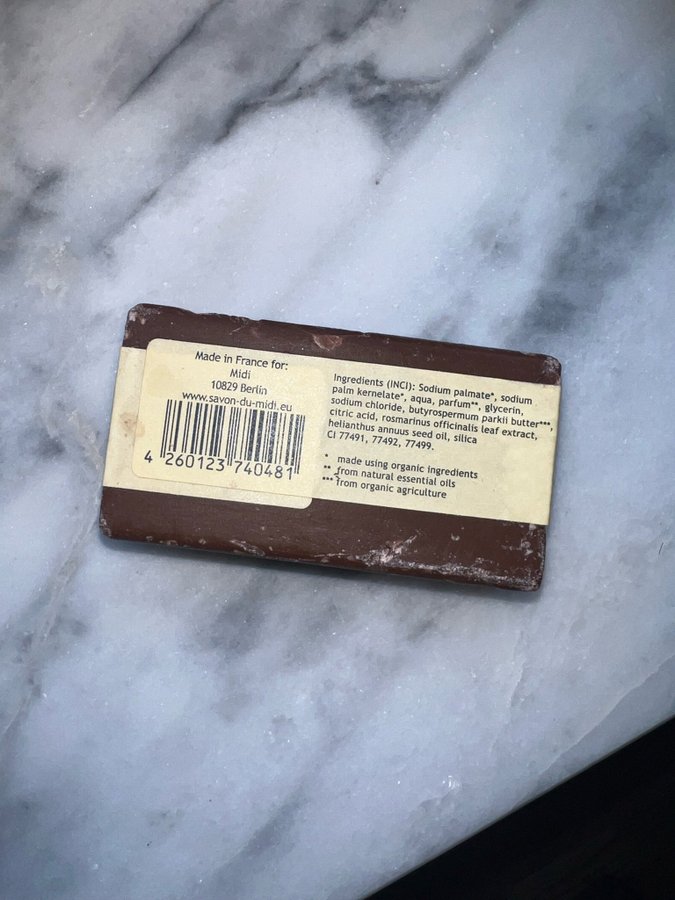 Made in France for:
Midi
10829 Berlin
www.savon-du-midi.eu
4 260123 740481
Ingredients (INCI): Sodium palmate*, sodium
palm kernelate*, aqua, parfum**, glycerin,
sodium chloride, butyrospermum parkii butter***,
citric acid, rosmarinus officinalis leaf extract,
helianthus annuus seed oil, silica
CI 77491, 77492, 77499.
* made using organic ingredients
** from natural essential oils
*** from organic agriculture